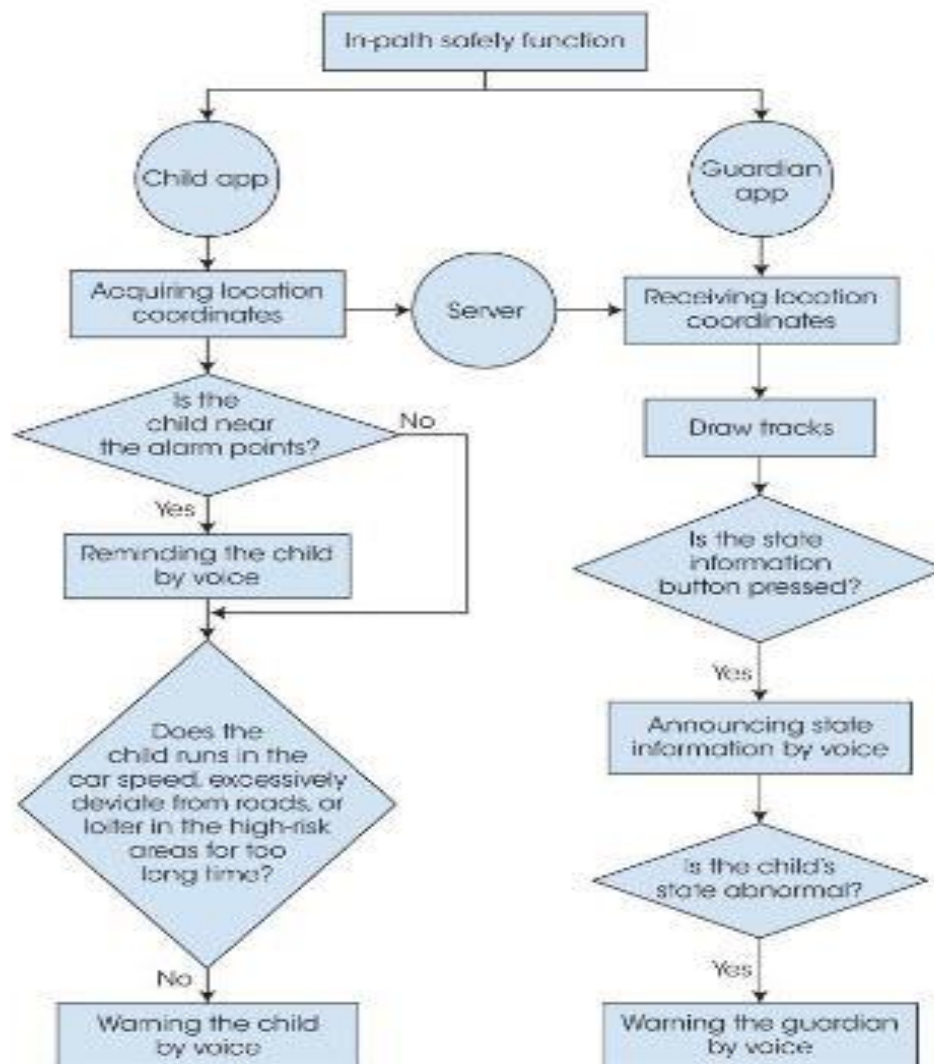 In-path safety function
Child app
Guardian
app
Acquiring location
coordinates
Server
Receiving location
coordinates
Is the
child near
the alarm points?
No
Draw tracks
Yes
Reminding the child
by voice
Is the state
information
button pressed?
Yes
Does the
child runs in the
car speed, excessively
deviate from roads, or
loiter in the high-risk
areas for too
long time?
Announcing state
information by voice
Is the child's
state abnormal?
No
Yes
Warning the child
by voice
Warning the guardian
by voice